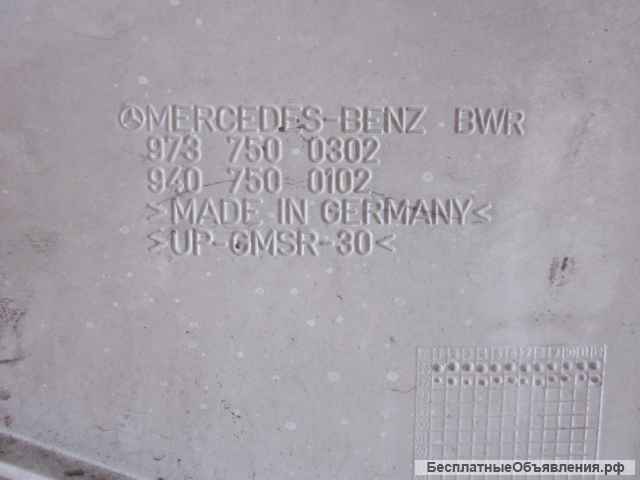 MERCEDES-BENZ BWR
973 750 0302
940 750 0102
>MADE IN GERMANY<
>UP-GMSR-30<
БесплатныеОбъявления.рф